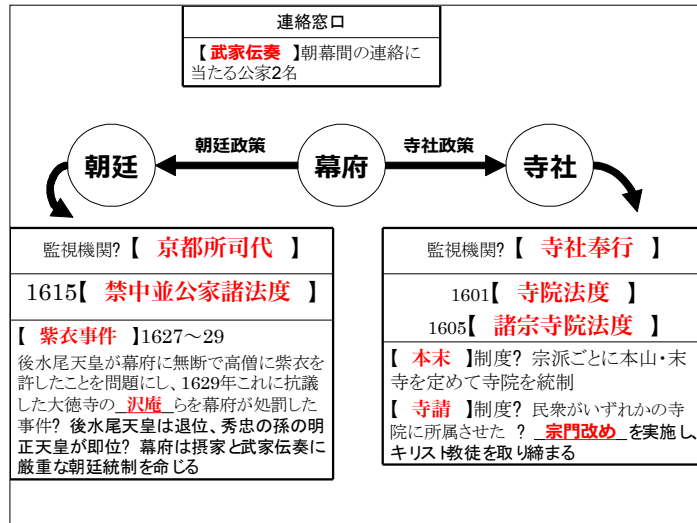 連絡窓口
【 武家伝奏 】朝幕間の連絡に
当たる公家2名
朝廷
朝廷政策
幕府
寺社政策
寺社
監視機関?【 京都所司代 】
1615【 禁中並公家諸法度 】
【 紫衣事件 】1627～29
後水尾天皇が幕府に無断で高僧に紫衣を
許したことを問題にし、1629年これに抗議
した大徳寺の 沢庵 らを幕府が処罰した
事件? 後水尾天皇は退位、秀忠の孫の明
正天皇が即位? 幕府は摂家と武家伝奏に
厳重な朝廷統制を命じる
監視機関?【 寺社奉行 】
1601【 寺院法度 】
1605【 諸宗寺院法度 】
【 本末 】制度? 宗派ごとに本山・末
寺を定めて寺院を統制
【 寺請 】制度? 民衆がいずれかの寺
院に所属させた ? 宗門改め を実施し、
キリスト教徒を取り締まる